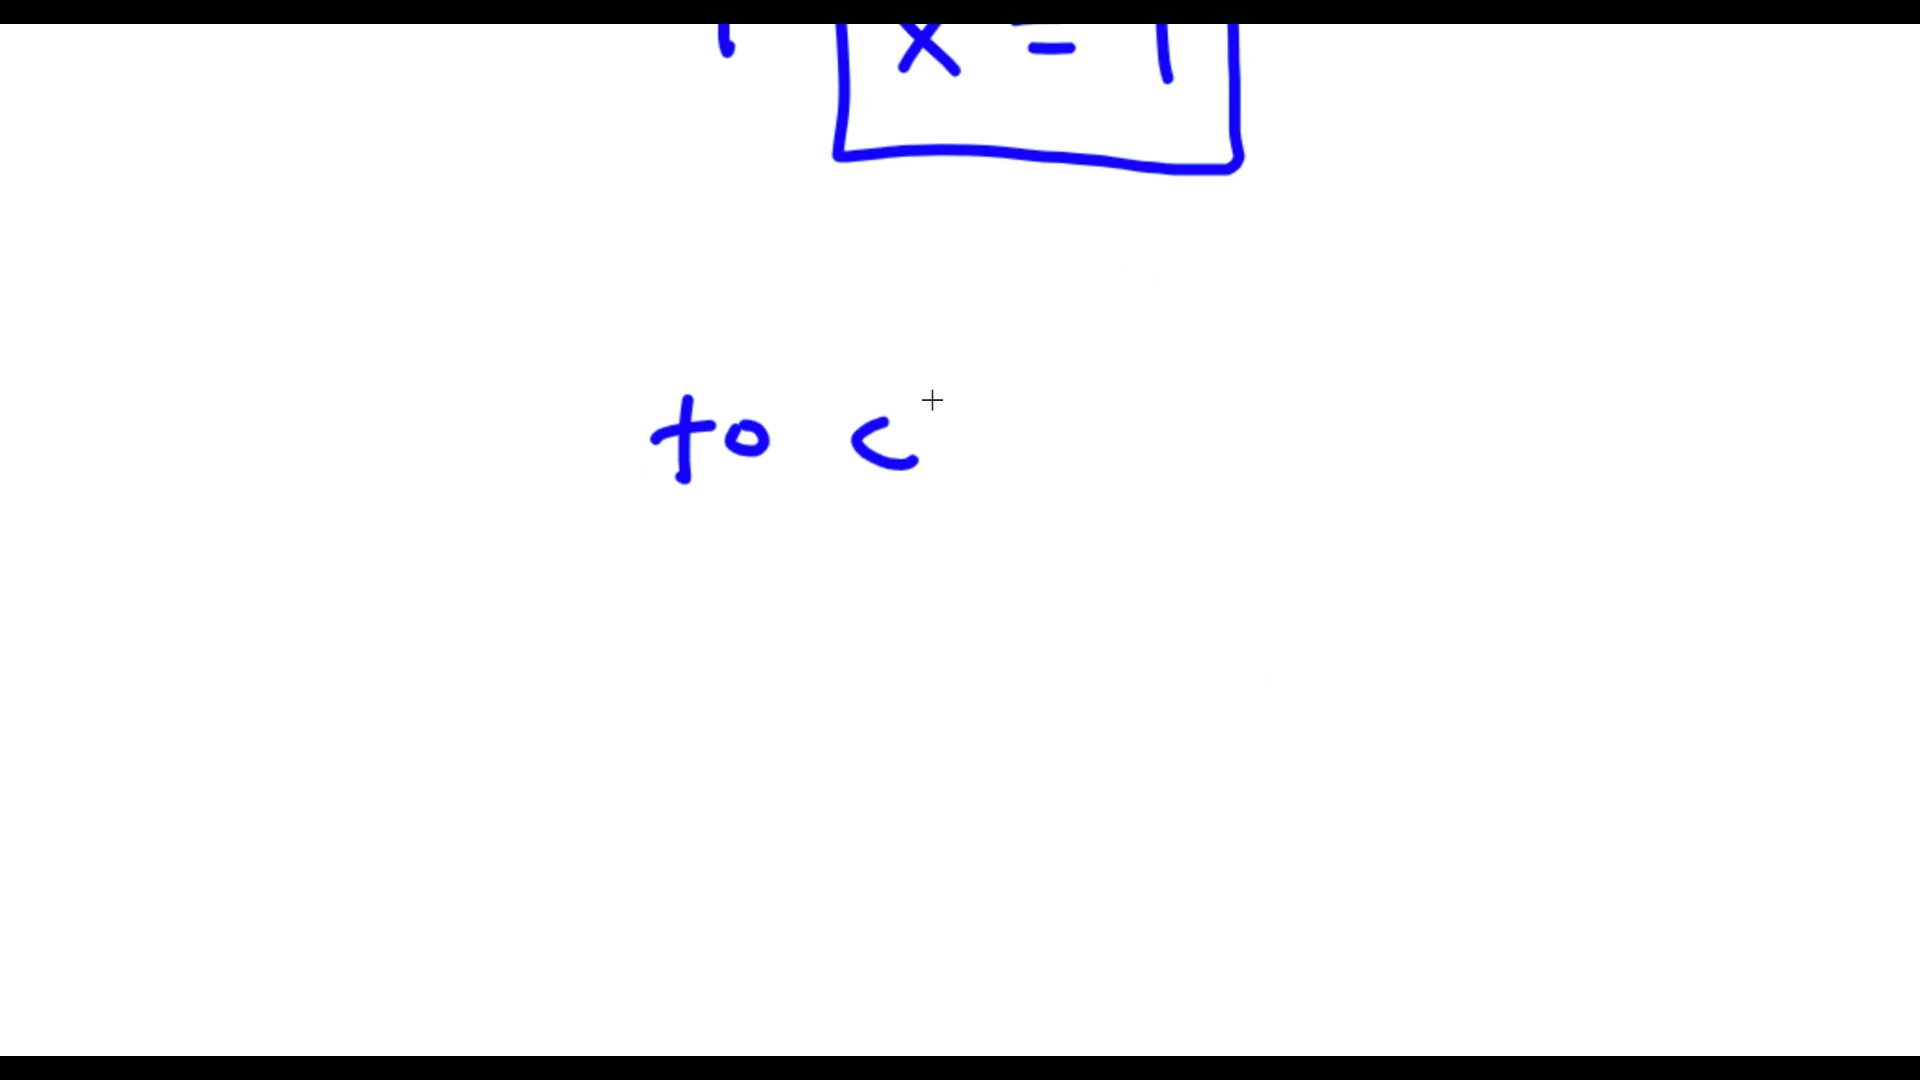 x = 1
to c